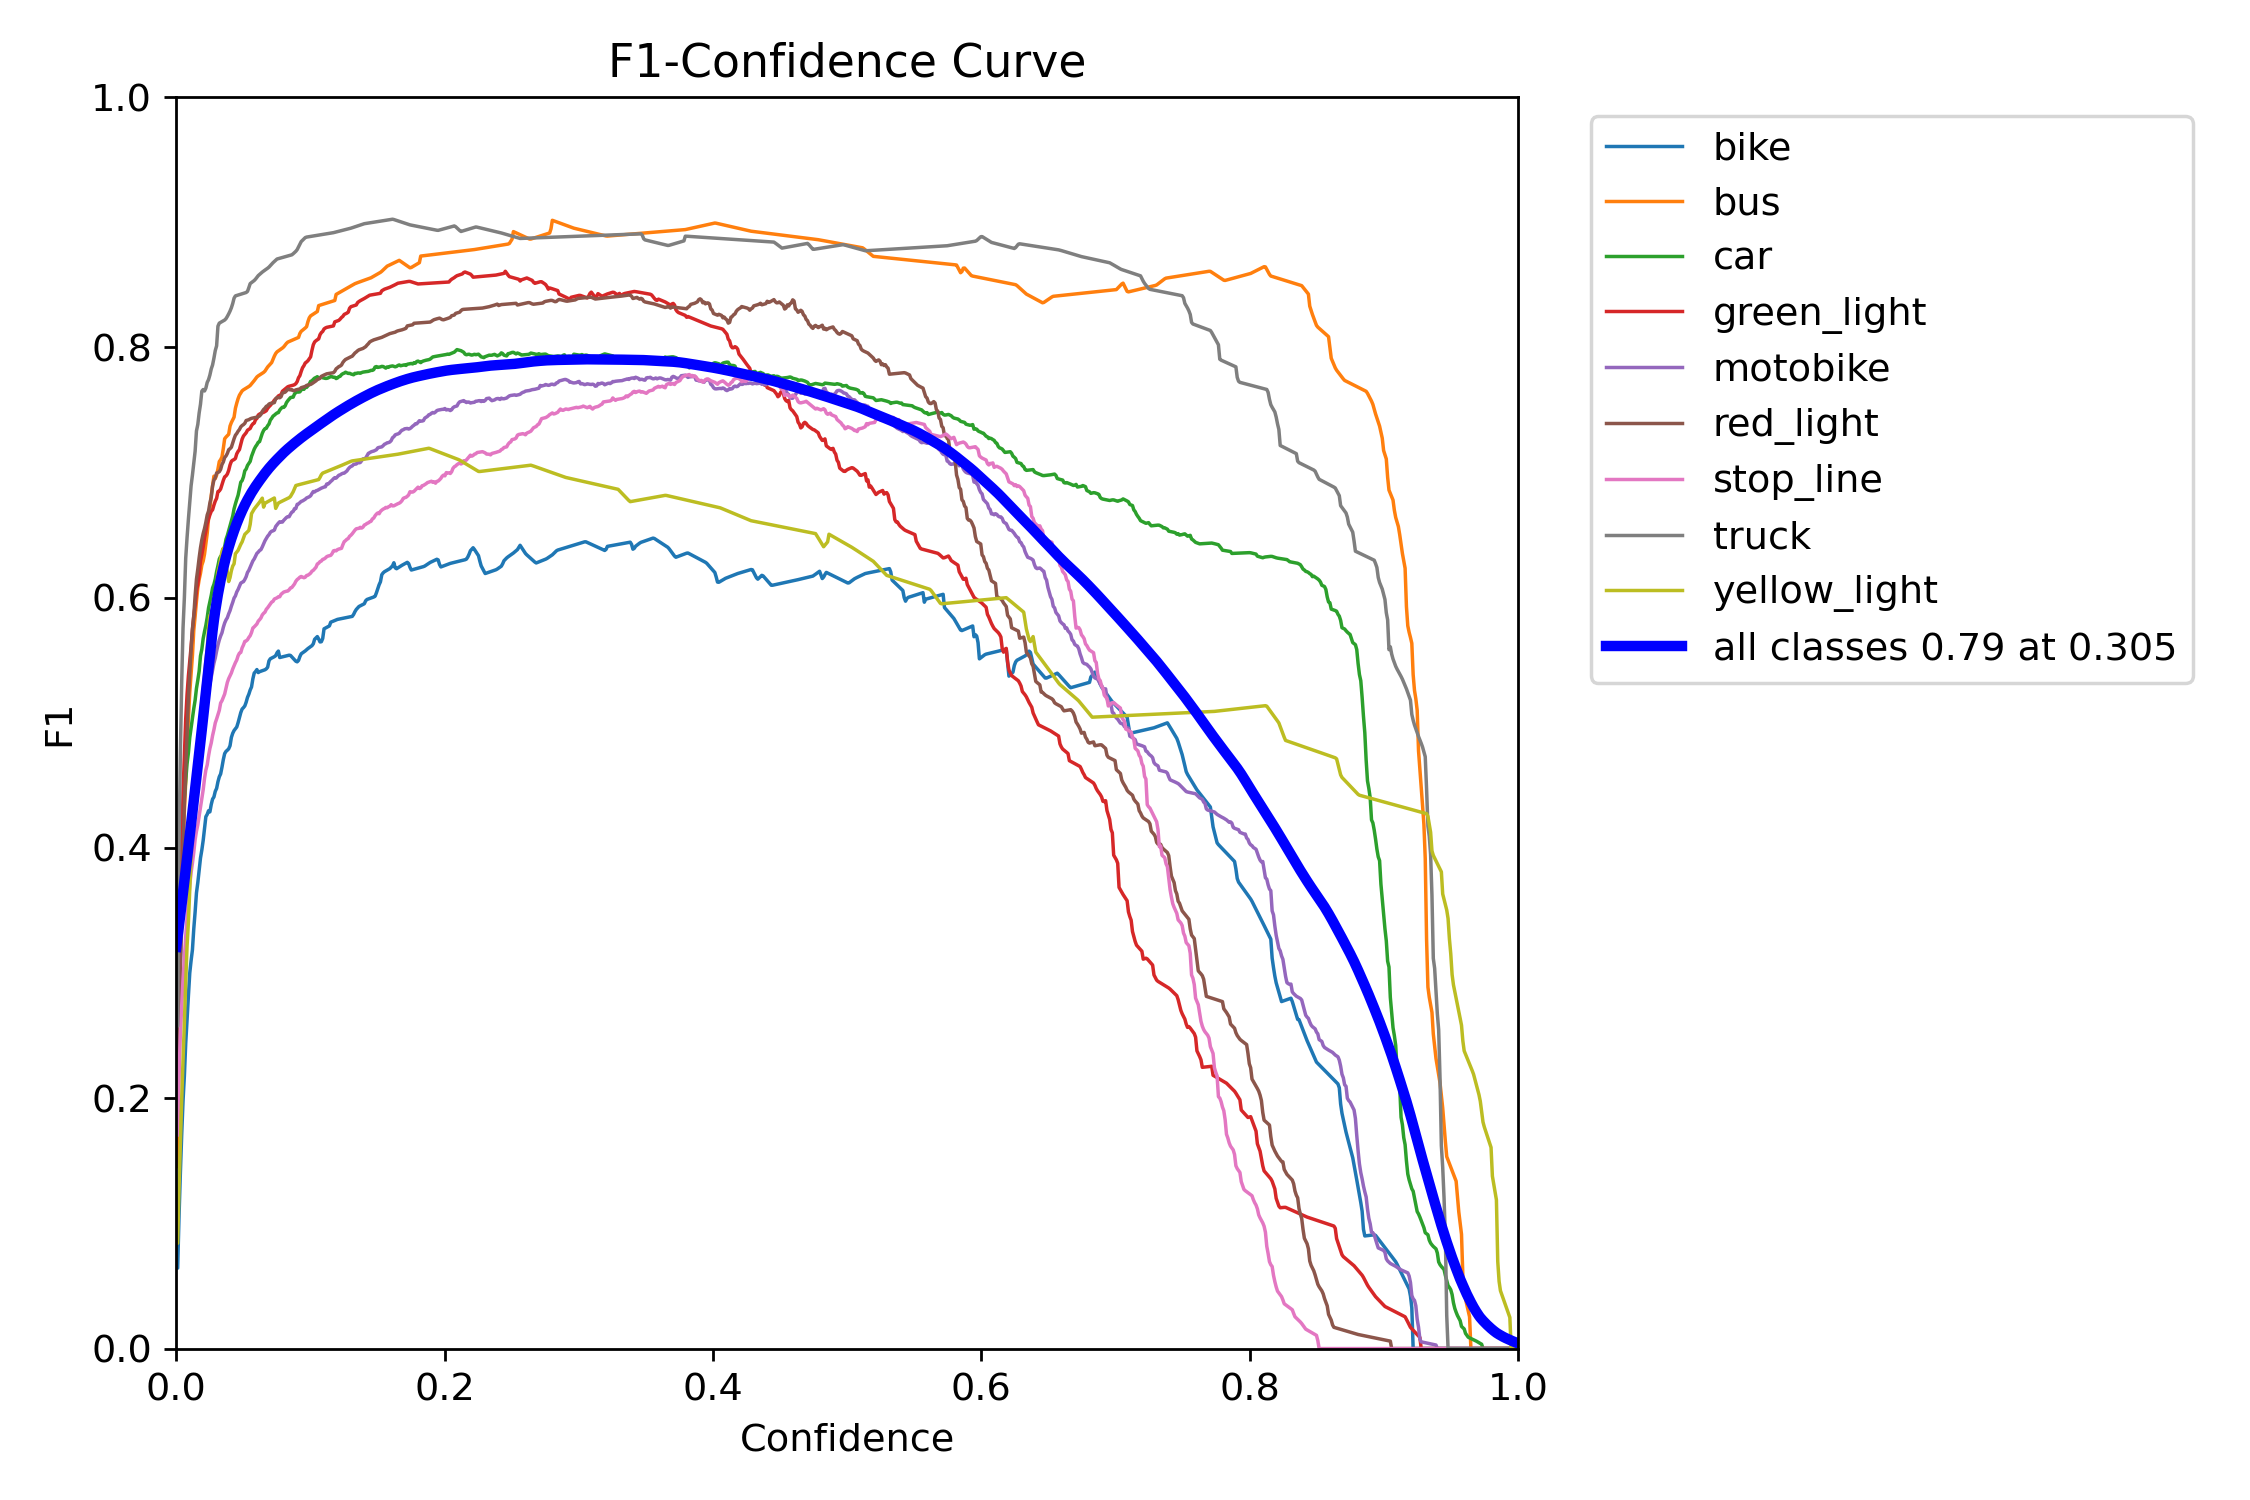 F1-Confidence Curve
1.0
0.8
0.6
0.4
0.2
0.0
F1
0.0 0.2 0.4 0.6 0.8 1.0
Confidence
bike
bus
car
green_light
motobike
red_light
stop_line
truck
yellow_light
all classes 0.79 at 0.305